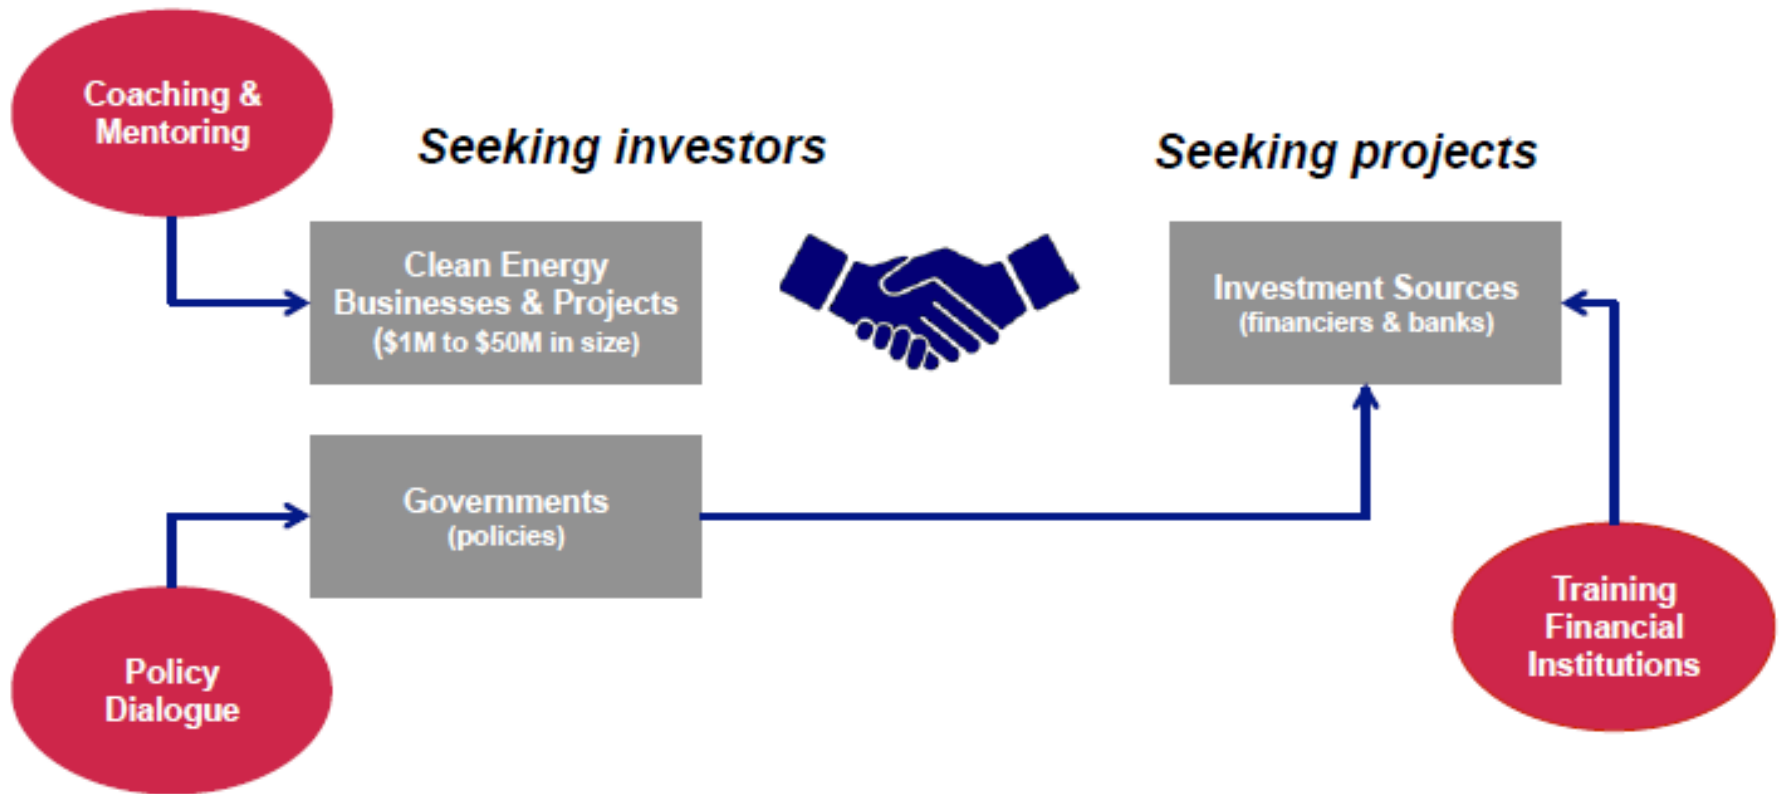 Coaching &
Mentoring
Seeking investors
Seeking projects
Clean Energy
Businesses & Projects
($1M to $50M in size)
Investment Sources
(financiers & banks)
Governments
(policies)
Policy
Dialogue
Training
Financial
Institutions